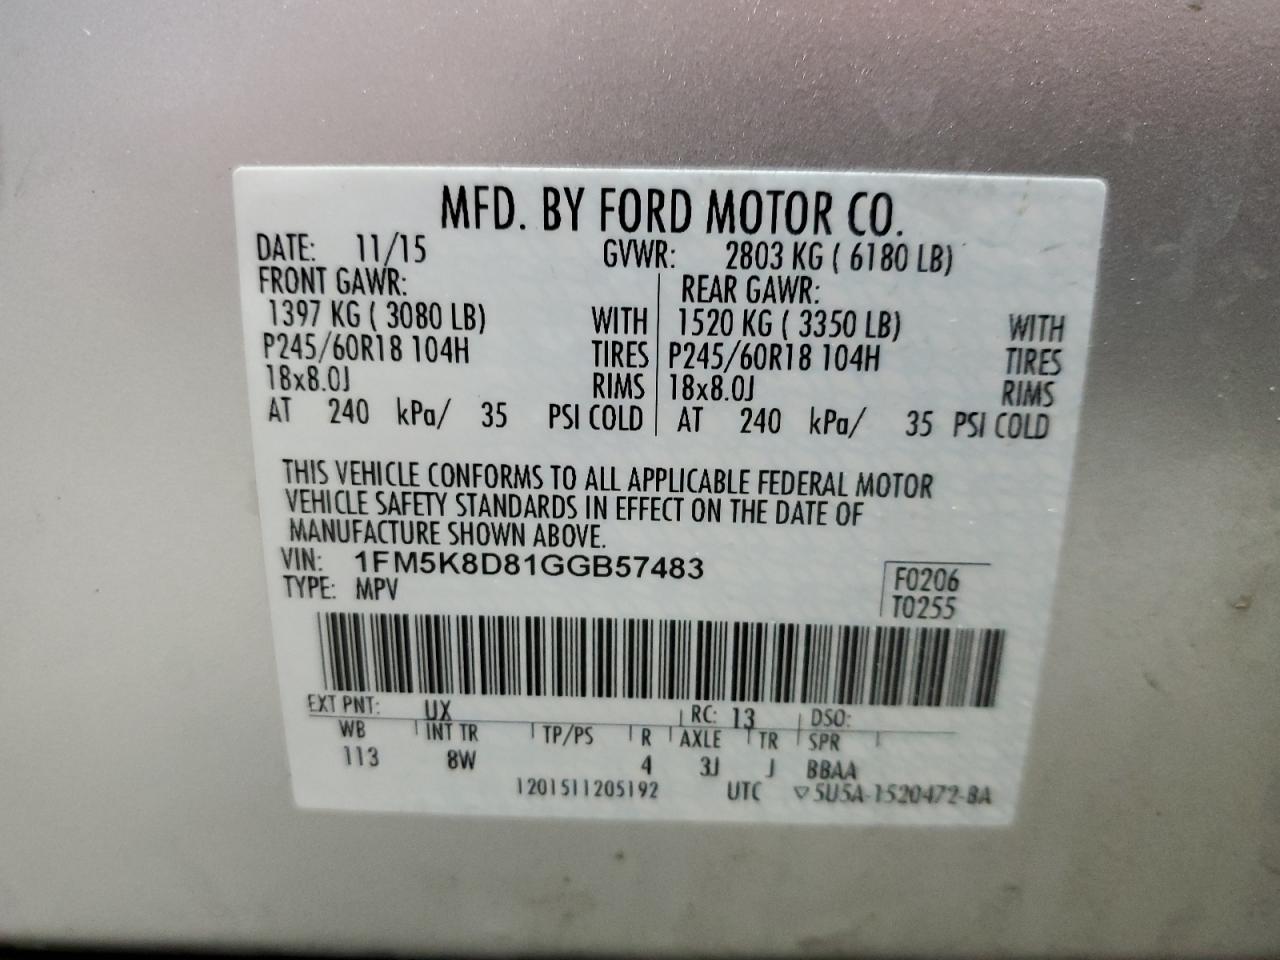 MFD. BY FORD MOTOR CO.
DATE: 11/15 GVWR: 2803 KG ( 6180 LB)
FRONT GAWR: REAR GAWR:
1397 KG ( 3080 LB) WITH 1520 KG ( 3350 LB) WITH
P245/60R18 104H TIRES P245/60R18 104H TIRES
18x8.0J RIMS 18x8.0J RIMS
AT 240 kPa/ 35 PSI COLD AT 240 kPa/ 35 PSI COLD
THIS VEHICLE CONFORMS TO ALL APPLICABLE FEDERAL MOTOR
VEHICLE SAFETY STANDARDS IN EFFECT ON THE DATE OF
MANUFACTURE SHOWN ABOVE.
VIN: 1FM5K8D81GGB57483
TYPE: MPV
F0206
T0255
EXT PNT: UX RC: 13 DSO:
WB INT TR TP/PS R AXLE TR SPR
113 8W 4 3J J BBAA
1201511205192 UTC ▽5U5A-1520472-BA